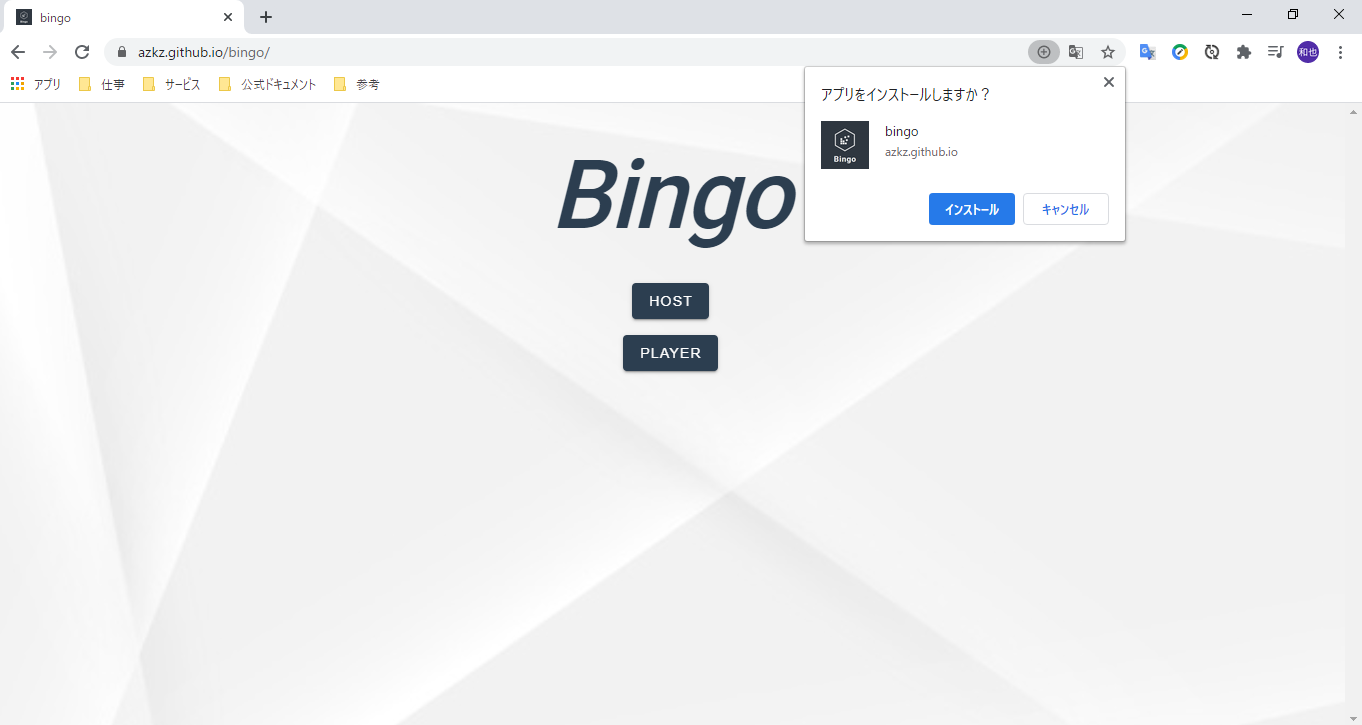 bingo
azkz.github.io/bingo/
和也
アプリ 仕事 サービス 公式ドキュメント 参考
アプリをインストールしますか？
bingo
azkz.github.io
Bingo
インストール キャンセル
Bingo
HOST
PLAYER